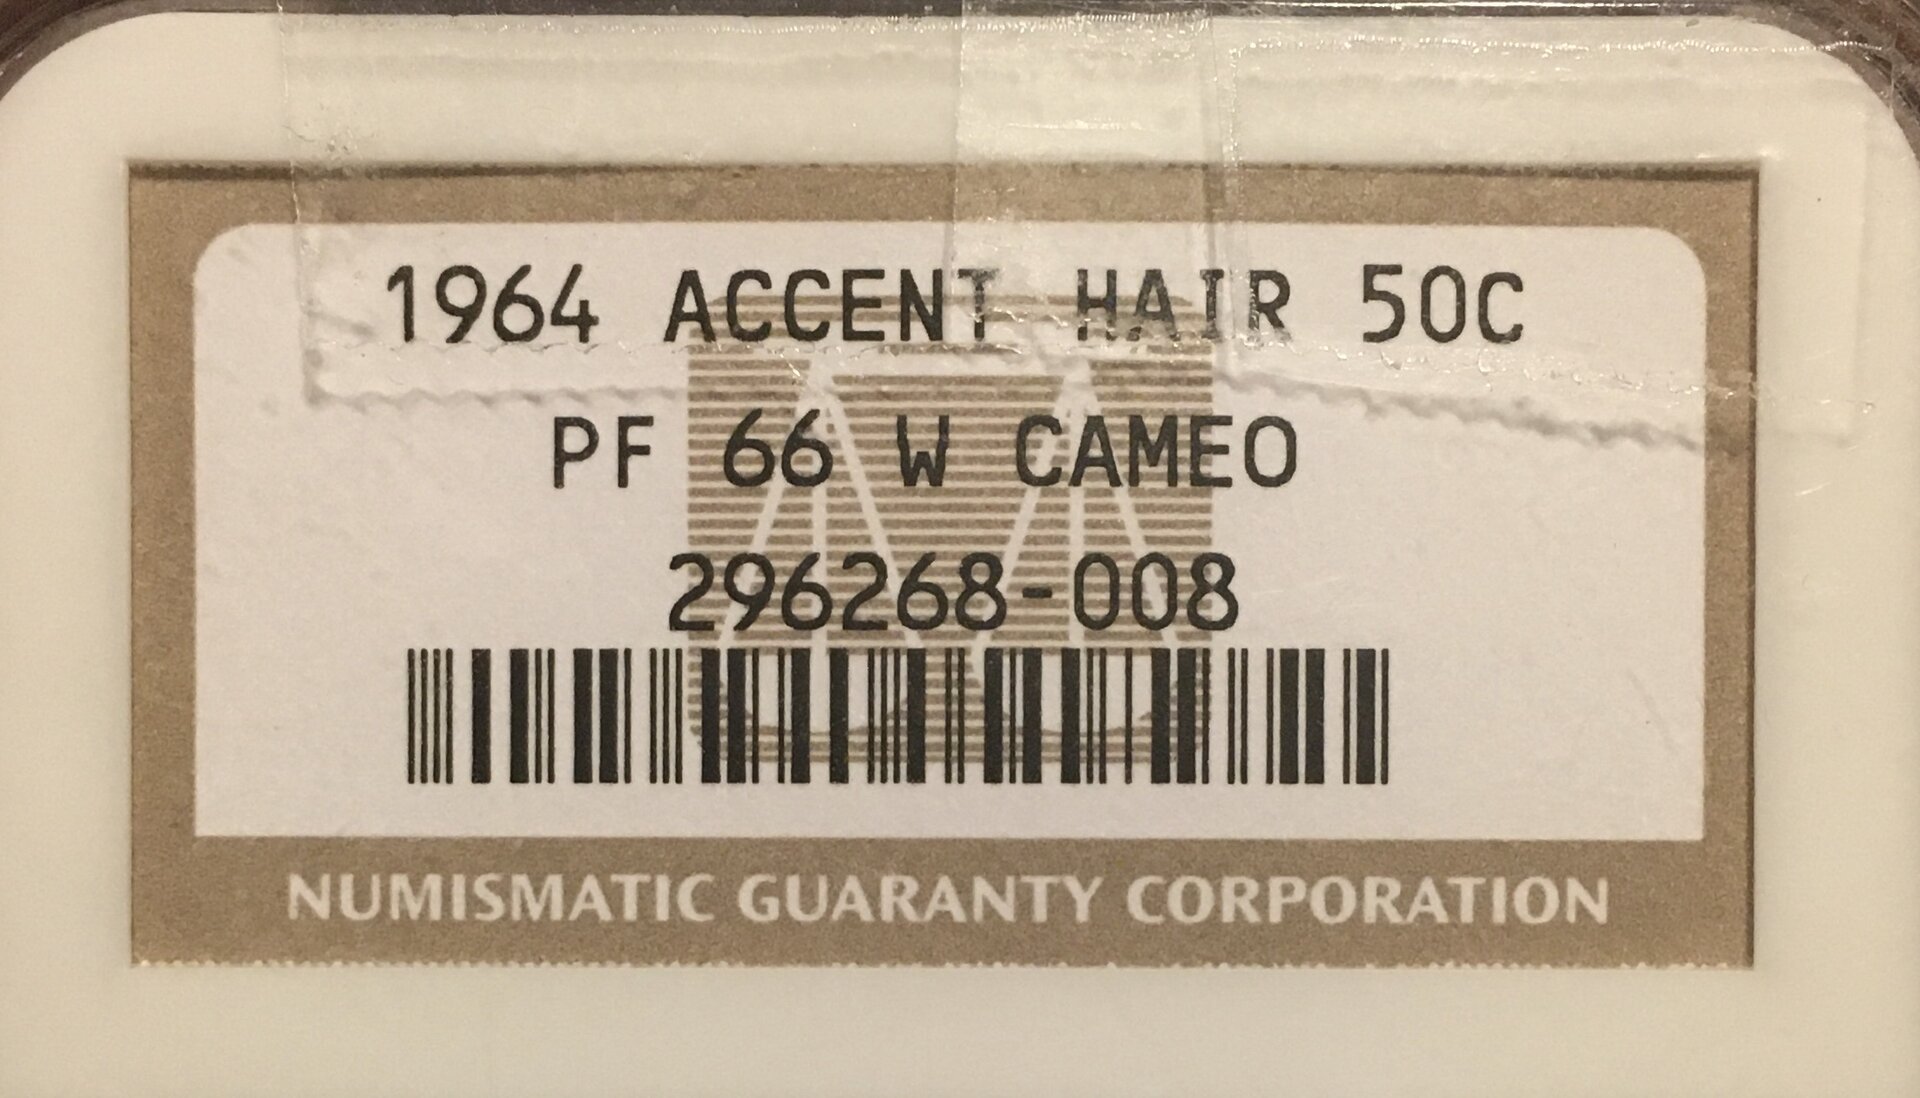 1964 ACCENT HAIR 50C
PF 66 W CAMEO
296268-008
NUMISMATIC GUARANTY CORPORATION